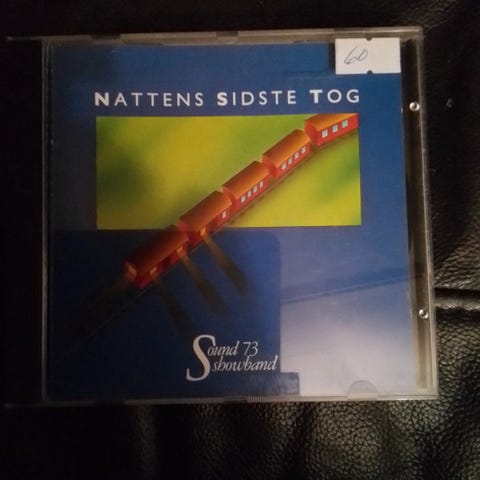 60
NATTENS SIDSTE TOG
Sound 73
Showband